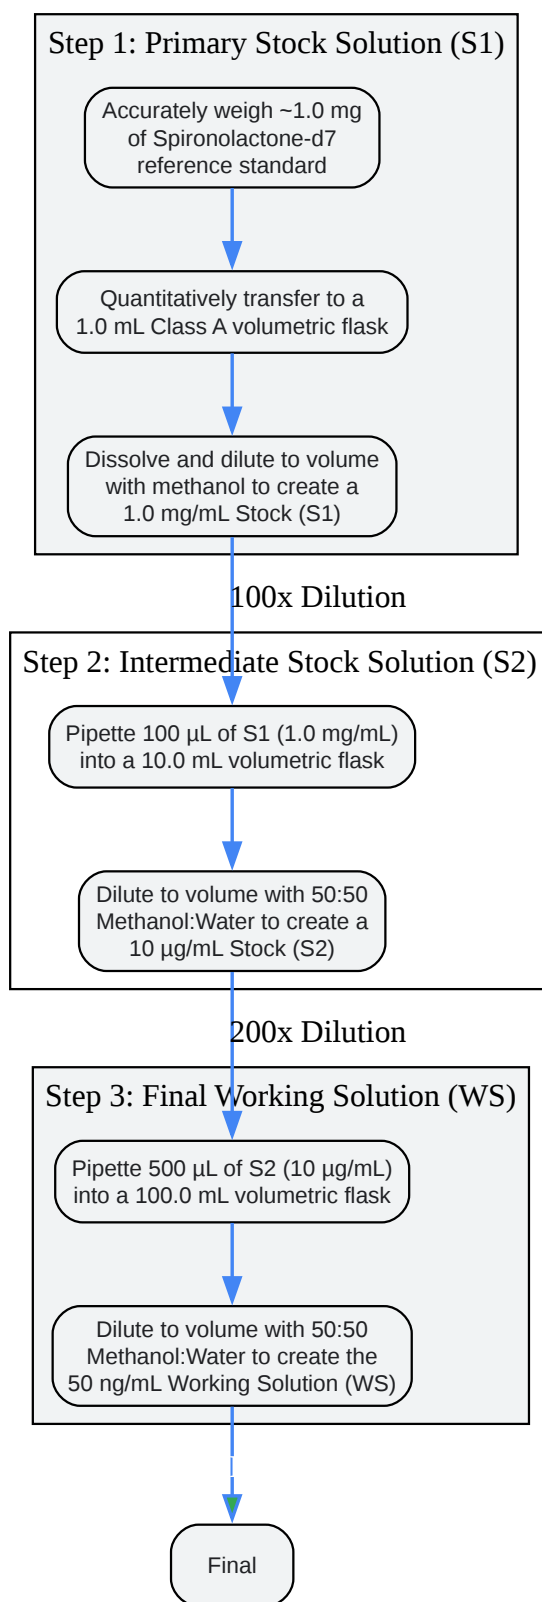 Step 1: Primary Stock Solution (S1)
Accurately weigh ~1.0 mg
of Spironolactone-d7
reference standard
Quantitatively transfer to a
1.0 mL Class A volumetric flask
Dissolve and dilute to volume
with methanol to create a
1.0 mg/mL Stock (S1)
100x Dilution
Step 2: Intermediate Stock Solution (S2)
Pipette 100 µL of S1 (1.0 mg/mL)
into a 10.0 mL volumetric flask
Dilute to volume with 50:50
Methanol:Water to create a
10 µg/mL Stock (S2)
200x Dilution
Step 3: Final Working Solution (WS)
Pipette 500 µL of S2 (10 µg/mL)
into a 100.0 mL volumetric flask
Dilute to volume with 50:50
Methanol:Water to create the
50 ng/mL Working Solution (WS)
Final